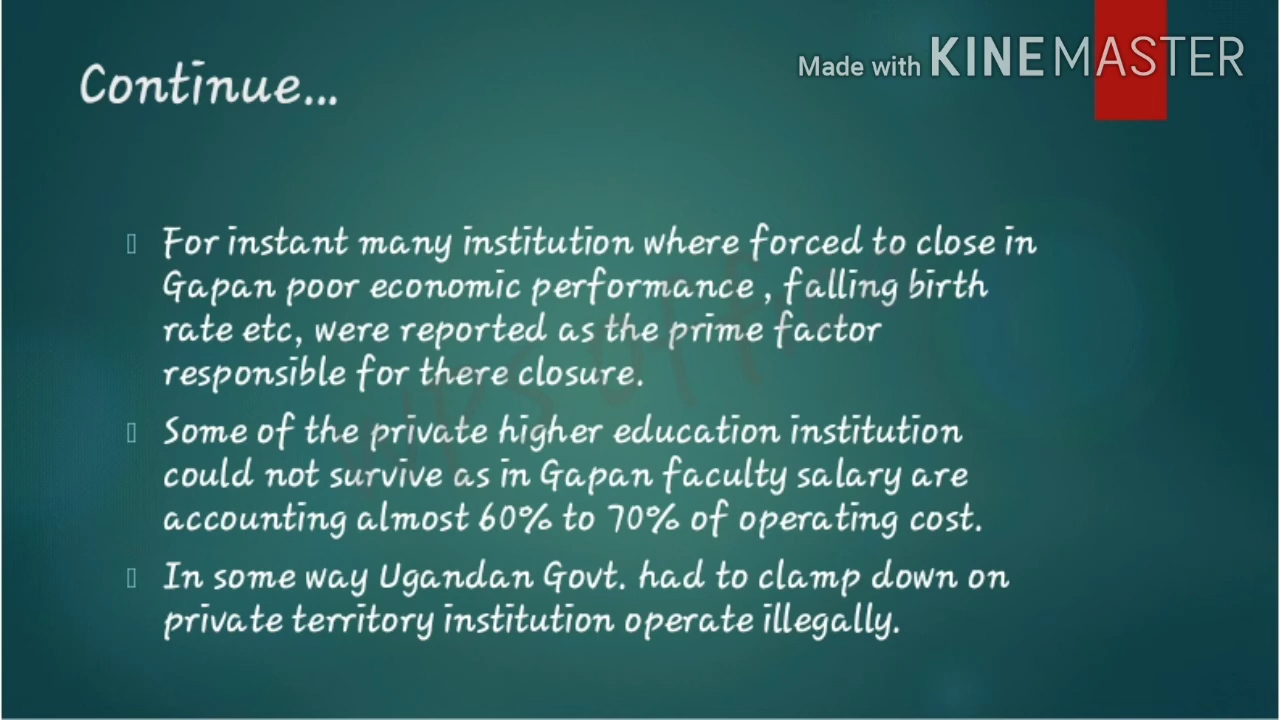 Made with KINEMASTER
Continue...
For instant many institution where forced to close in
Gapan poor economic performance , falling birth
rate etc, were reported as the prime factor
responsible for there closure.
Some of the private higher education institution
could not survive as in Gapan faculty salary are
accounting almost 60% to 70% of operating cost.
In some way Ugandan Govt. had to clamp down on
private territory institution operate illegally.